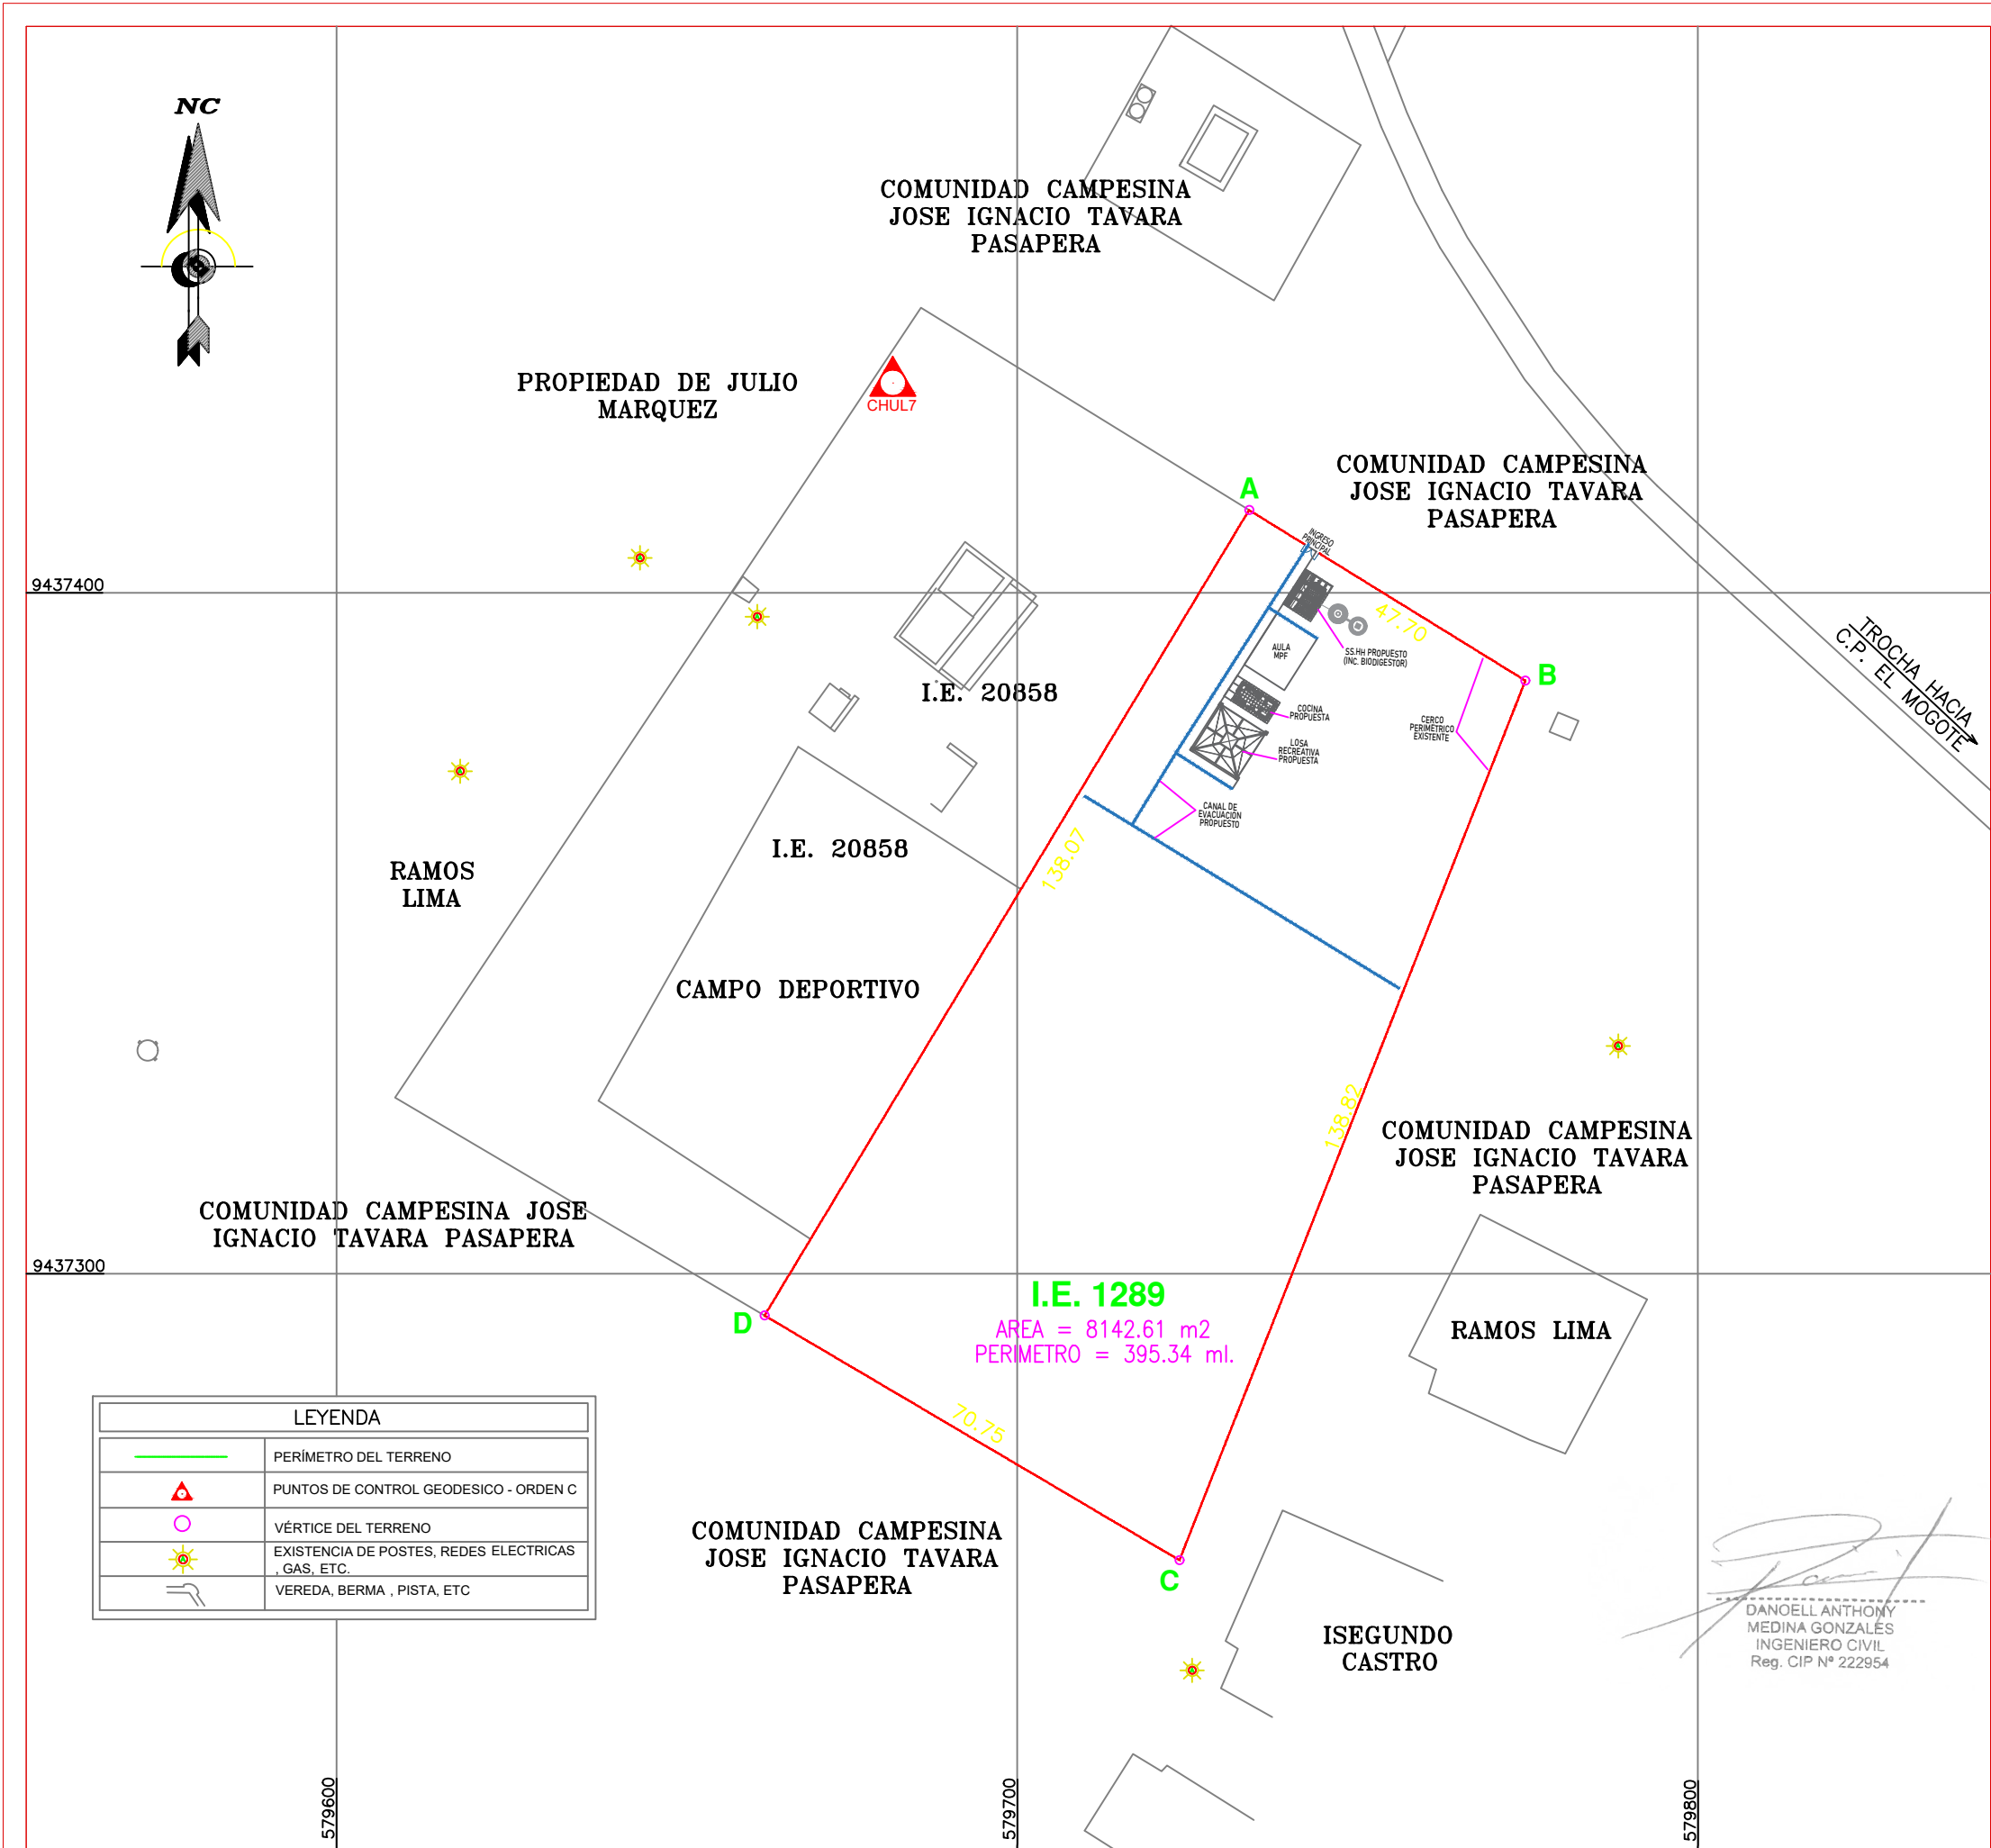 NC
COMUNIDAD CAMPESINA
JOSE IGNACIO TAVARA
PASAPERA
PROPIEDAD DE JULIO
MARQUEZ
CHUL7
COMUNIDAD CAMPESINA
JOSE IGNACIO TAVARA
PASAPERA
A
INGRESO
PRINCIPAL
9437400
47.70
TROCHA HACIA
C.P. EL MOGOTE
AULA
MPF
SS.HH PROPUESTO
(INC. BIODIGESTOR)
B
I.E. 20858
COCINA
PROPUESTA
CERCO
PERIMÉTRICO
EXISTENTE
LOSA
RECREATIVA
PROPUESTA
CANAL DE
EVACUACIÓN
PROPUESTO
I.E. 20858
138.07
RAMOS
LIMA
CAMPO DEPORTIVO
138.82
COMUNIDAD CAMPESINA
JOSE IGNACIO TAVARA
PASAPERA
COMUNIDAD CAMPESINA JOSE
IGNACIO TAVARA PASAPERA
9437300
D
I.E. 1289
AREA = 8142.61 m2
PERIMETRO = 395.34 ml.
RAMOS LIMA
70.75
LEYENDA
PERÍMETRO DEL TERRENO
PUNTOS DE CONTROL GEODESICO - ORDEN C
VÉRTICE DEL TERRENO
EXISTENCIA DE POSTES, REDES ELECTRICAS
, GAS, ETC.
VEREDA, BERMA , PISTA, ETC
COMUNIDAD CAMPESINA
JOSE IGNACIO TAVARA
PASAPERA
C
ISEGUNDO
CASTRO
DANOELL ANTHONY
MEDINA GONZALES
INGENIERO CIVIL
Reg. CIP Nº 222954
579600
579700
579800